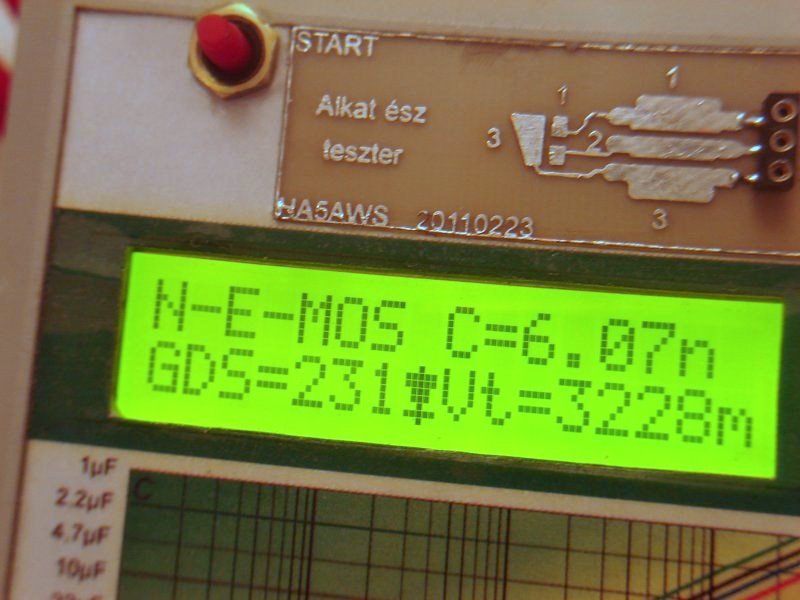 START
Alkat ész
teszter
1
1
3
2
3
HA5AWS 20110223
N-E-MOS C=6.07n
GDS=231 Vt=3228m
C
1µF
2.2µF
4.7µF
10µF